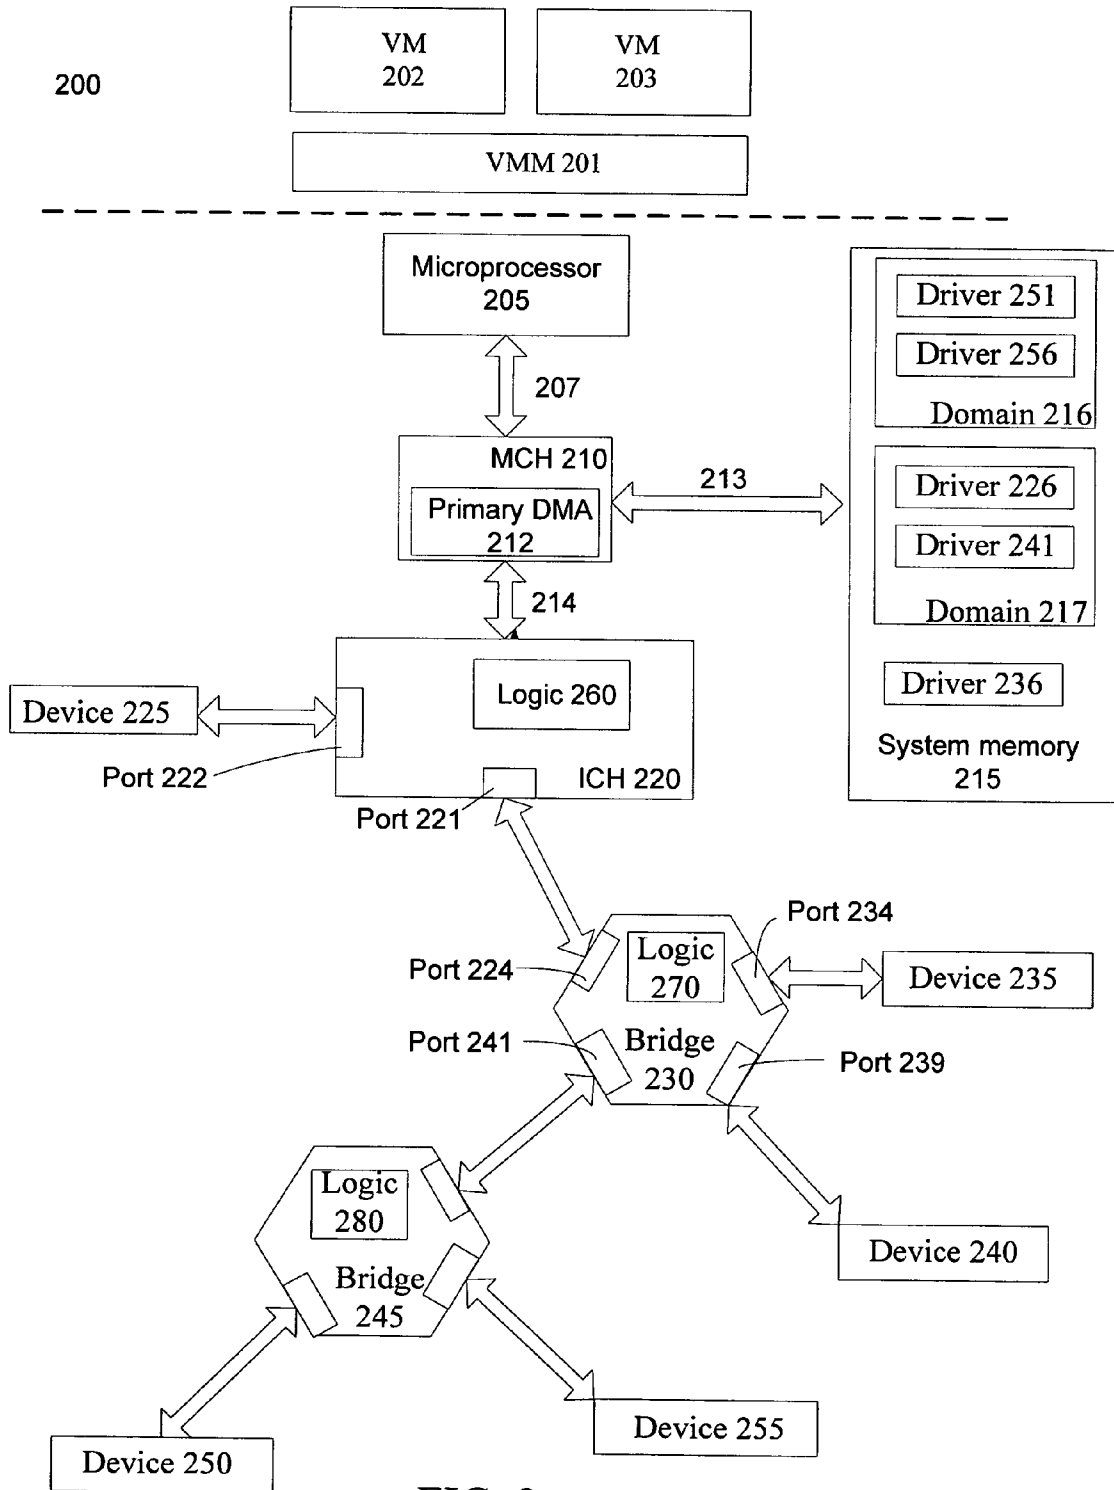 VM
202
VM
203
200
VMM 201
Microprocessor
205
207
MCH 210
Primary DMA
212
213
214
Driver 251
Driver 256
Domain 216
Driver 226
Driver 241
Domain 217
Driver 236
System memory
215
Logic 260
Device 225
Port 222
ICH 220
Port 221
Port 234
Logic
270
Port 224
Device 235
Port 241
Bridge
230
Port 239
Logic
280
Device 240
Bridge
245
Device 255
Device 250